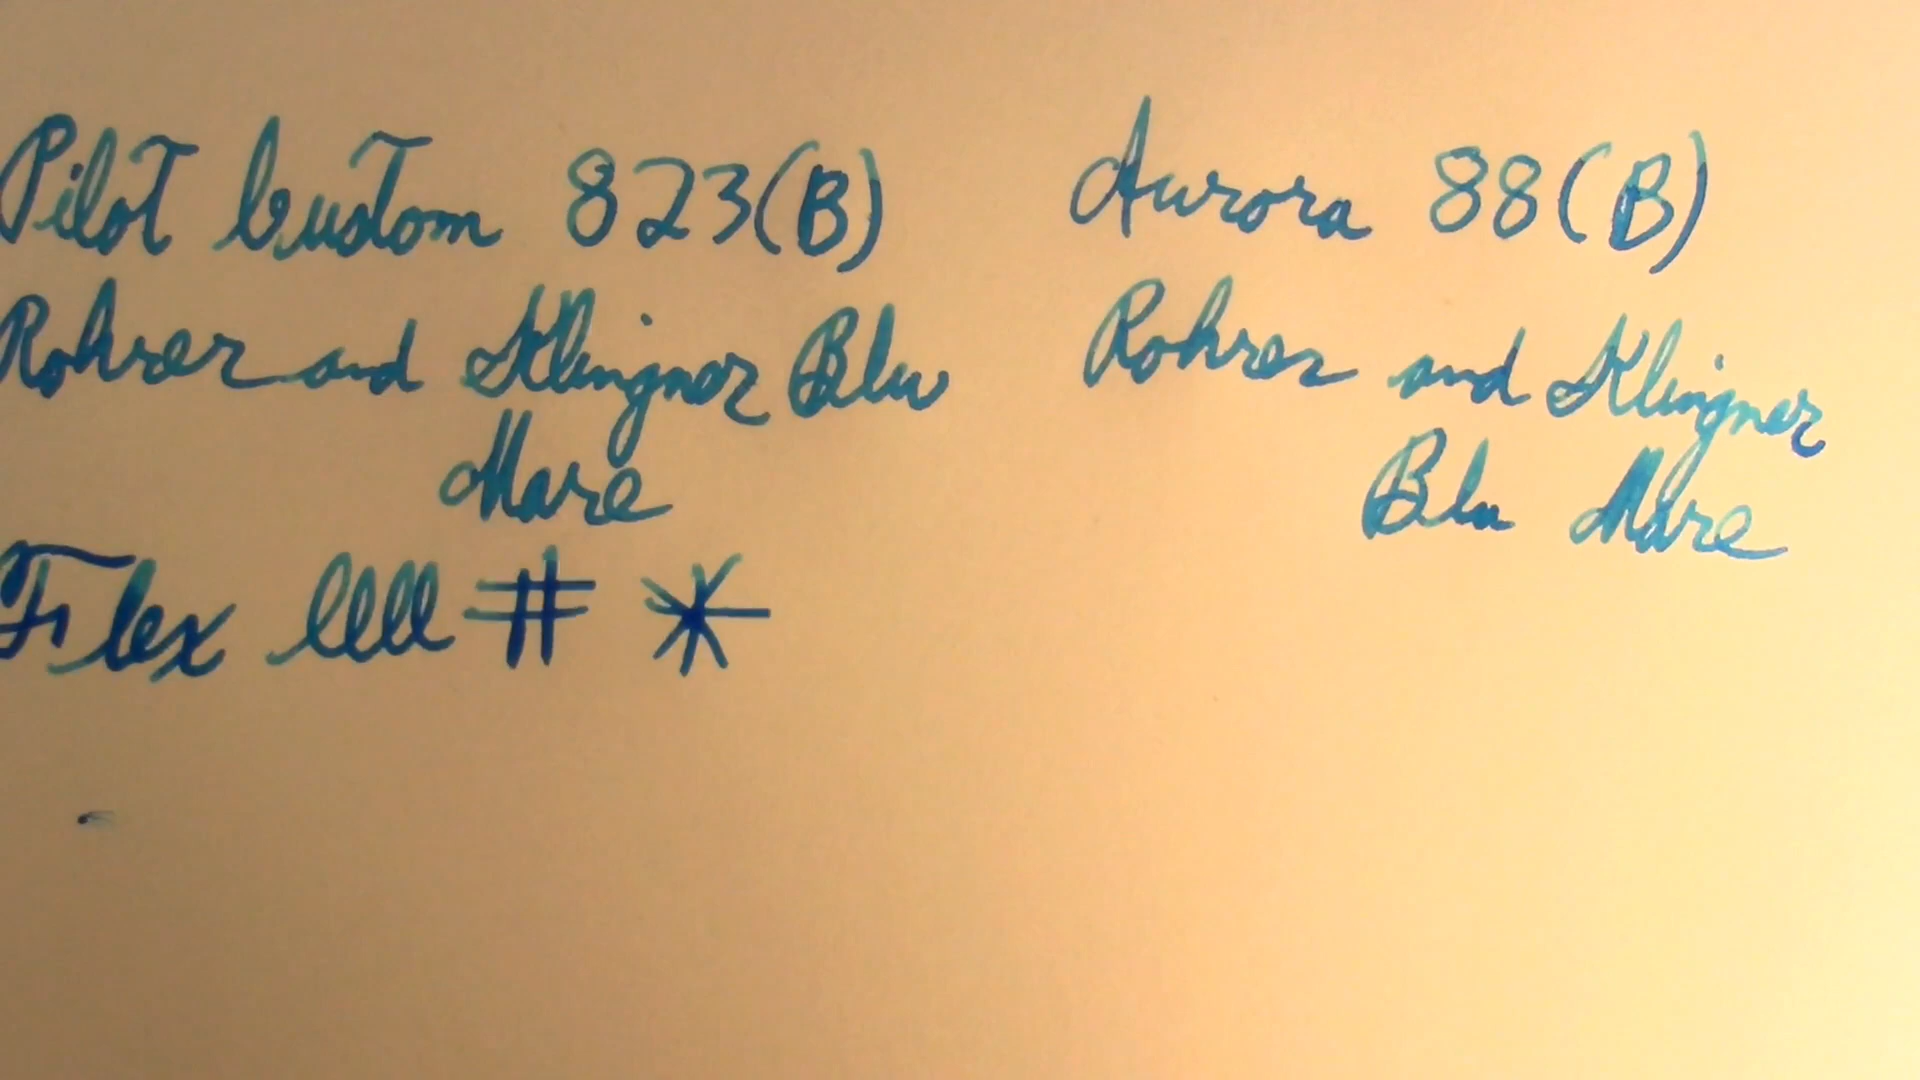 Pilot Custom 823(B)
Rohrer and Klingner Blu
Mare
Flex llll # *
Aurora 88(B)
Rohrer and Klingner
Blu Mare